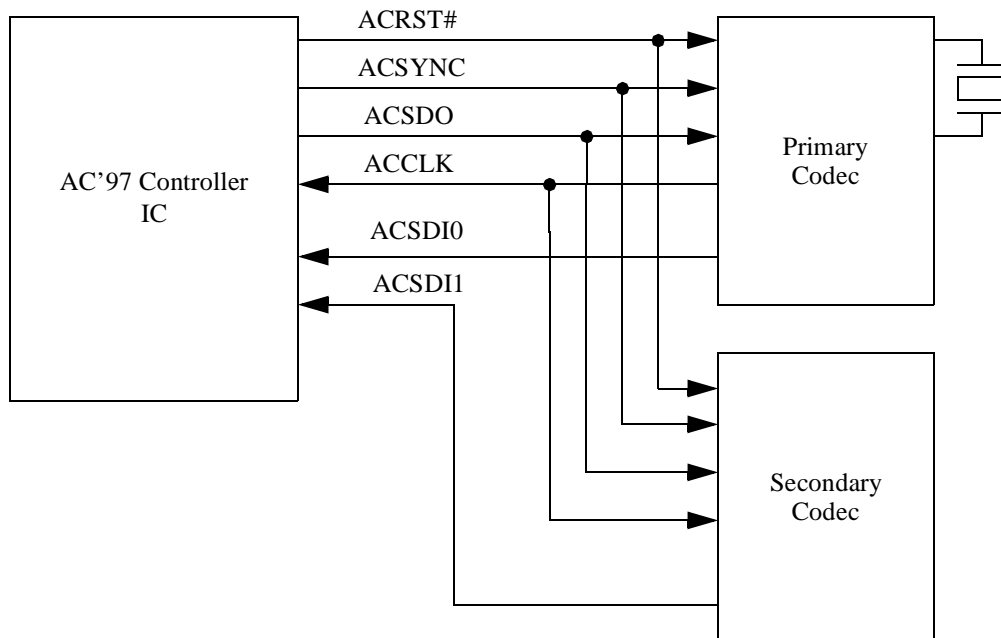 ACRST#
ACSYNC
ACSDO
ACCLK
ACSDI0
ACSDI1
AC’97 Controller
IC
Primary
Codec
Secondary
Codec